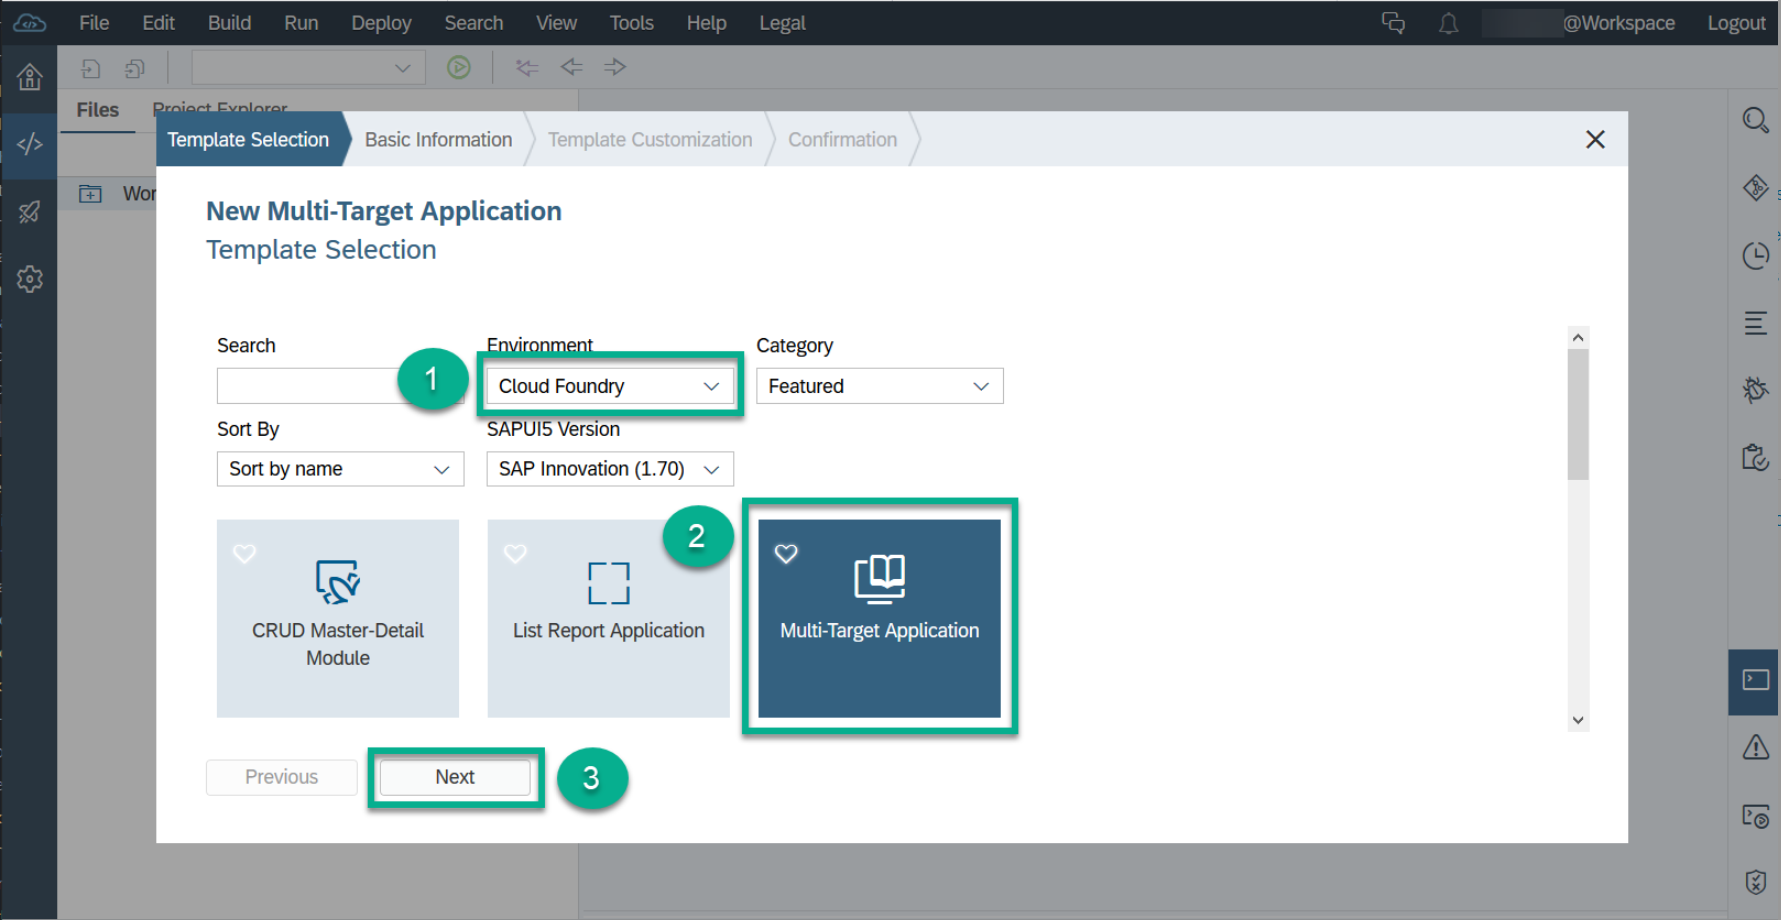 File Edit Build Run Deploy Search View Tools Help Legal @Workspace Logout
Files Project Explorer
Template Selection Basic Information Template Customization Confirmation
Wor
New Multi-Target Application
Template Selection
Search Environment Category
1 Cloud Foundry Featured
Sort By SAPUI5 Version
Sort by name SAP Innovation (1.70)
2
CRUD Master-Detail
Module
List Report Application
Multi-Target Application
Previous Next 3